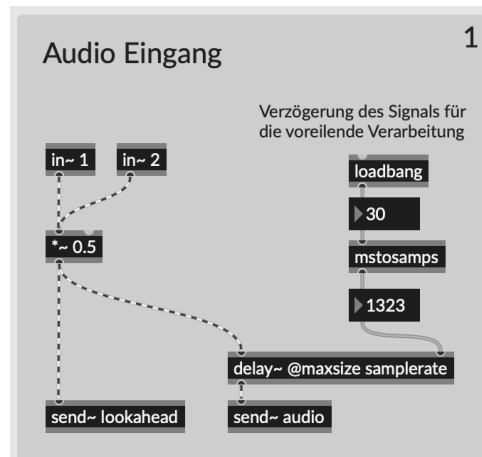 1
Audio Eingang
Verzögerung des Signals für
die voreilende Verarbeitung
in~ 1
in~ 2
loadbang
30
*~ 0.5
mstosamps
1323
delay~ @maxsize samplerate
send~ lookahead
send~ audio